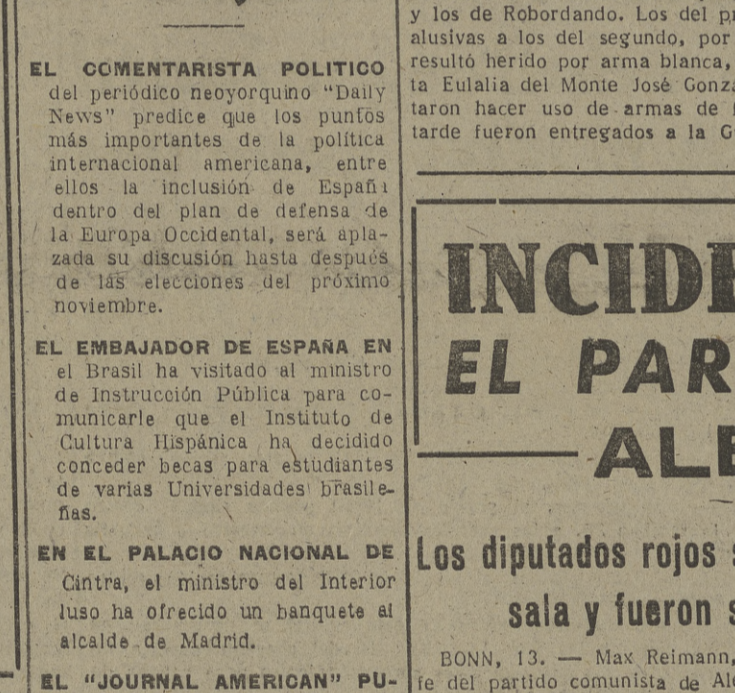 EL COMENTARISTA POLITICO
del periódico neoyorquino “Daily
News” predice que los puntos
más importantes de la política
internacional americana, entre
ellos la inclusión de España
dentro del plan de defensa de
la Europa Occidental, será apla-
zada su discusión hasta después
de las elecciones del próximo
noviembre.
EL EMBAJADOR DE ESPAÑA EN
el Brasil ha visitado al ministro
de Instrucción Pública para co-
municarle que el Instituto de
Cultura Hispánica ha decidido
conceder becas para estudiantes
de varias Universidades brasile-
ñas.
EN EL PALACIO NACIONAL DE
Cintra, el ministro del Interior
luso ha ofrecido un banquete al
alcalde de Madrid.
EL “JOURNAL AMERICAN” PU-
y los de Robordando. Los del
alusivas a los del segundo, por
resultó herido por arma blanca,
ta Eulalia del Monte José
taron hacer uso de armas de
tarde fueron entregados a la
INCIDE
EL PAR
ALE
Los diputados rojos
sala y fueron
BONN, 13. — Max Reimann,
fe del partido comunista de